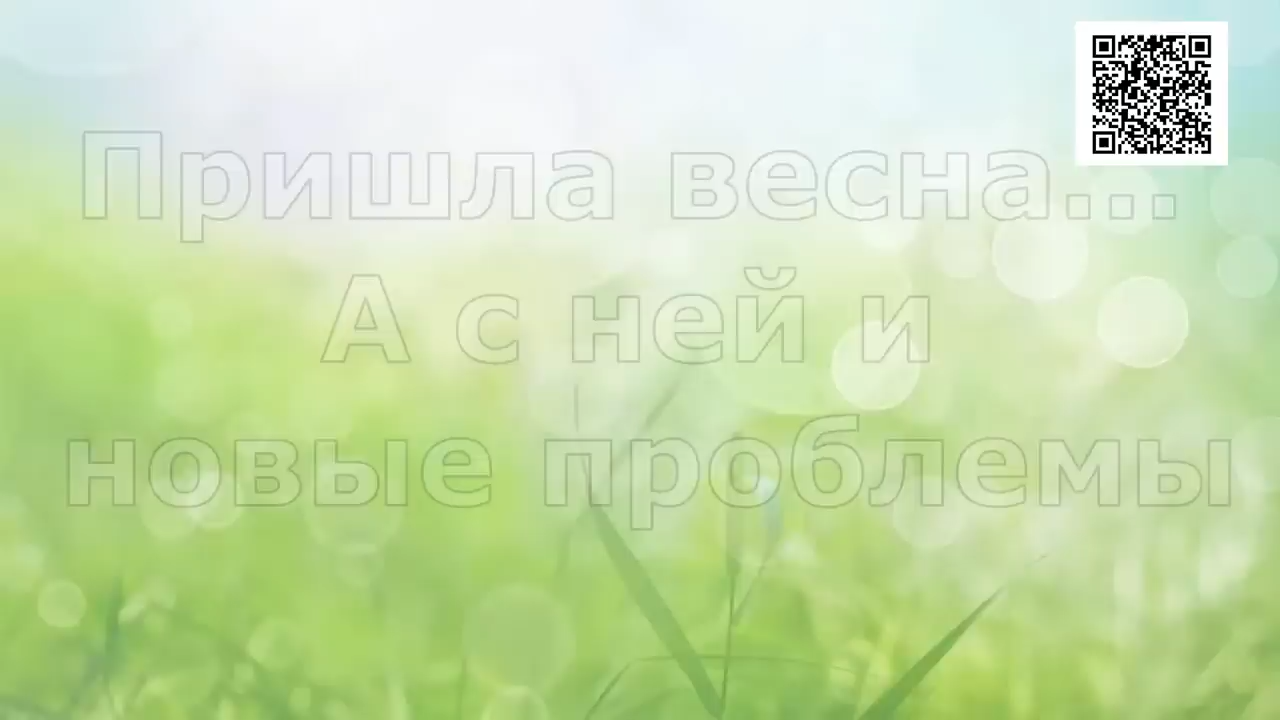 Пришла весна...
А с ней и
новые проблемы